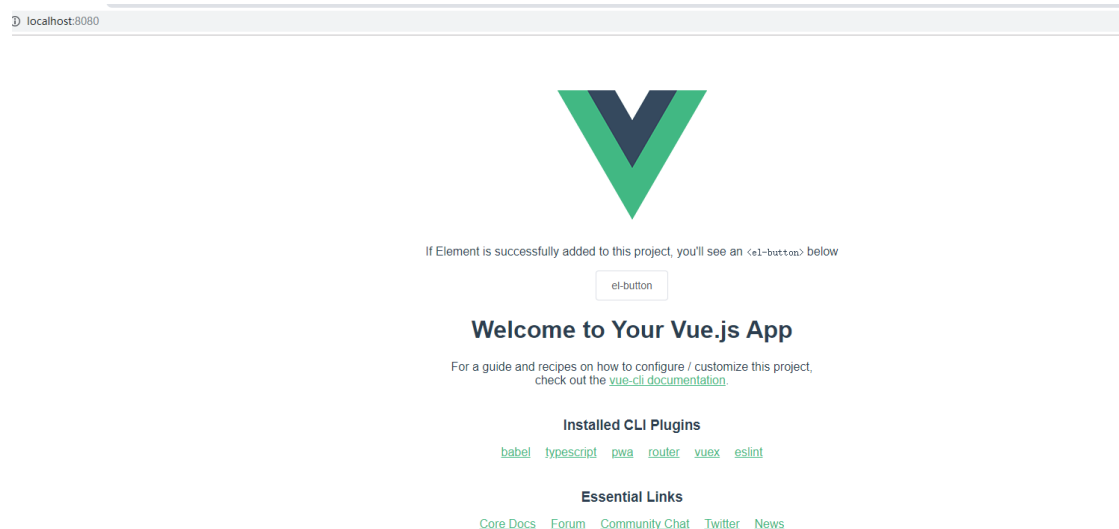 localhost:8080
If Element is successfully added to this project, you'll see an <el-button> below
el-button
Welcome to Your Vue.js App
For a guide and recipes on how to configure / customize this project,
check out the vue-cli documentation.
Installed CLI Plugins
babel typescript pwa router vuex eslint
Essential Links
Core Docs Forum Community Chat Twitter News